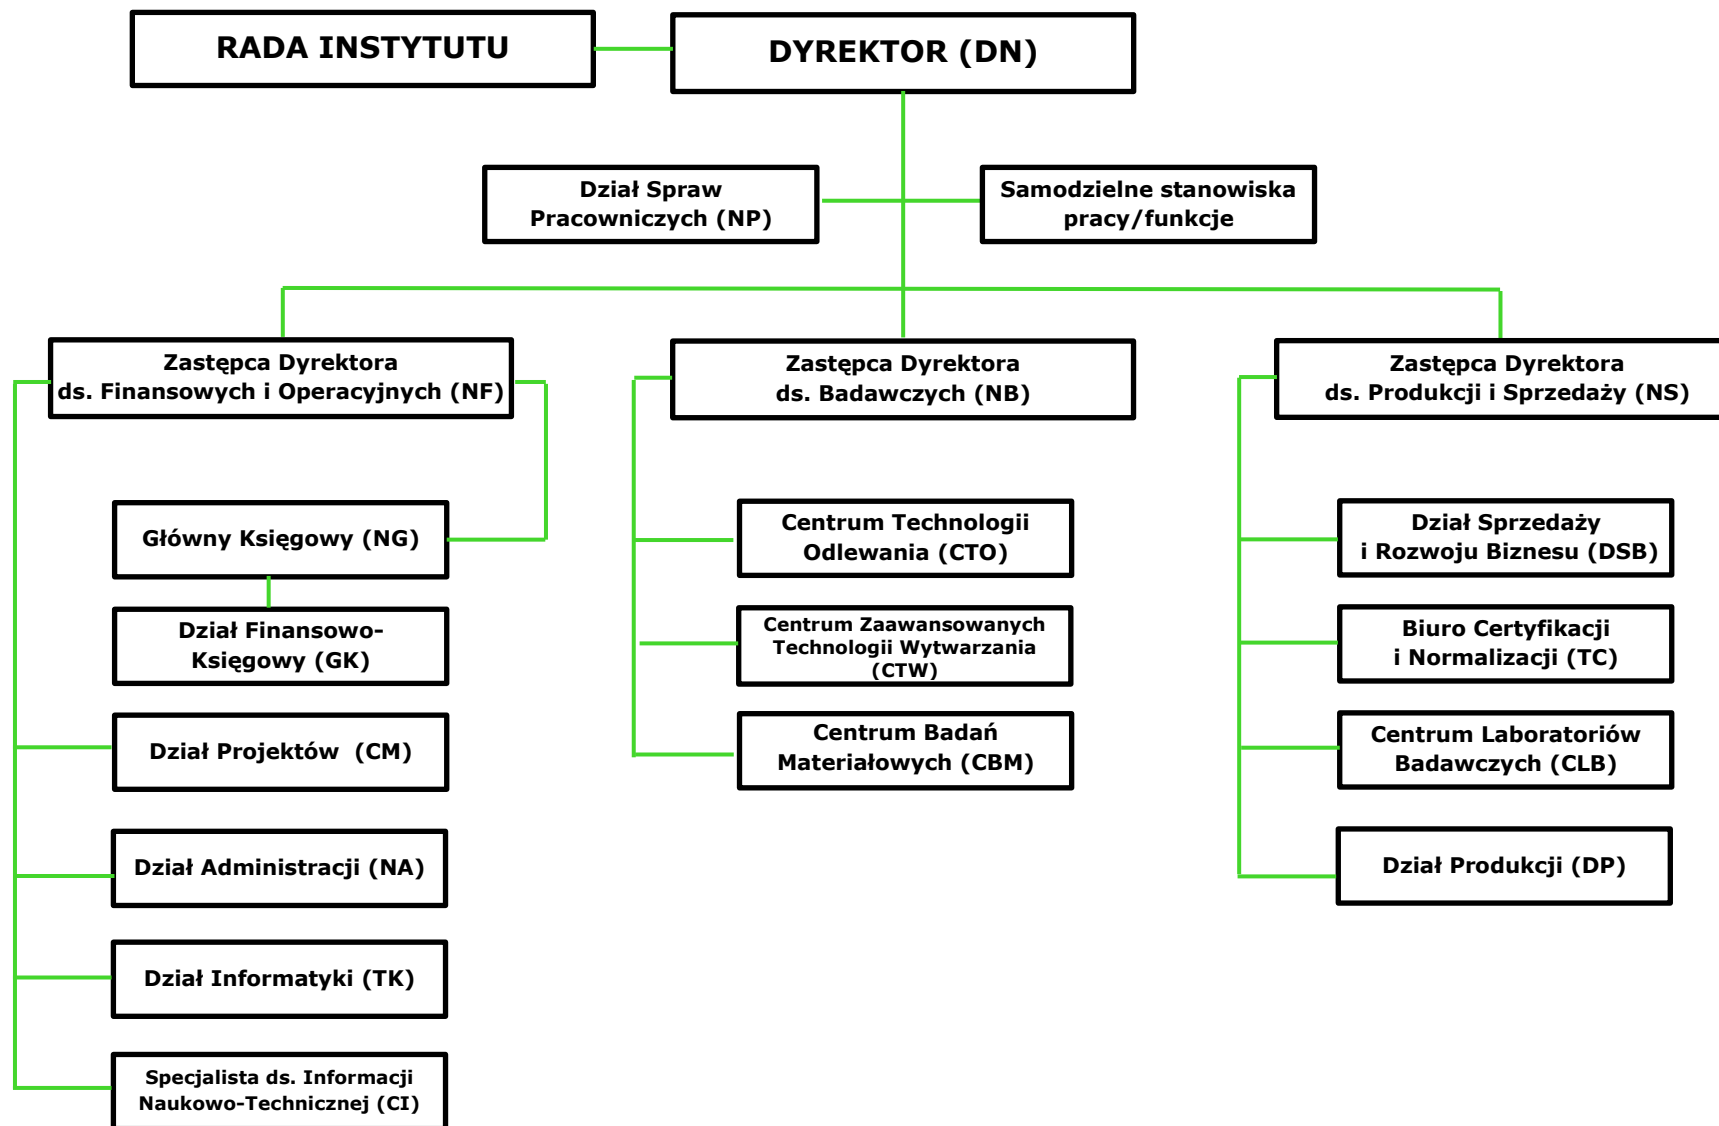 RADA INSTYTUTU
DYREKTOR (DN)
Dział Spraw
Pracowniczych (NP)
Samodzielne stanowiska
pracy/funkcje
Zastępca Dyrektora
ds. Finansowych i Operacyjnych (NF)
Zastępca Dyrektora
ds. Badawczych (NB)
Zastępca Dyrektora
ds. Produkcji i Sprzedaży (NS)
Główny Księgowy (NG)
Dział Finansowo-
Księgowy (GK)
Dział Projektów (CM)
Dział Administracji (NA)
Dział Informatyki (TK)
Specjalista ds. Informacji
Naukowo-Technicznej (CI)
Centrum Technologii
Odlewania (CTO)
Centrum Zaawansowanych
Technologii Wytwarzania
(CTW)
Centrum Badań
Materiałowych (CBM)
Dział Sprzedaży
i Rozwoju Biznesu (DSB)
Biuro Certyfikacji
i Normalizacji (TC)
Centrum Laboratoriów
Badawczych (CLB)
Dział Produkcji (DP)